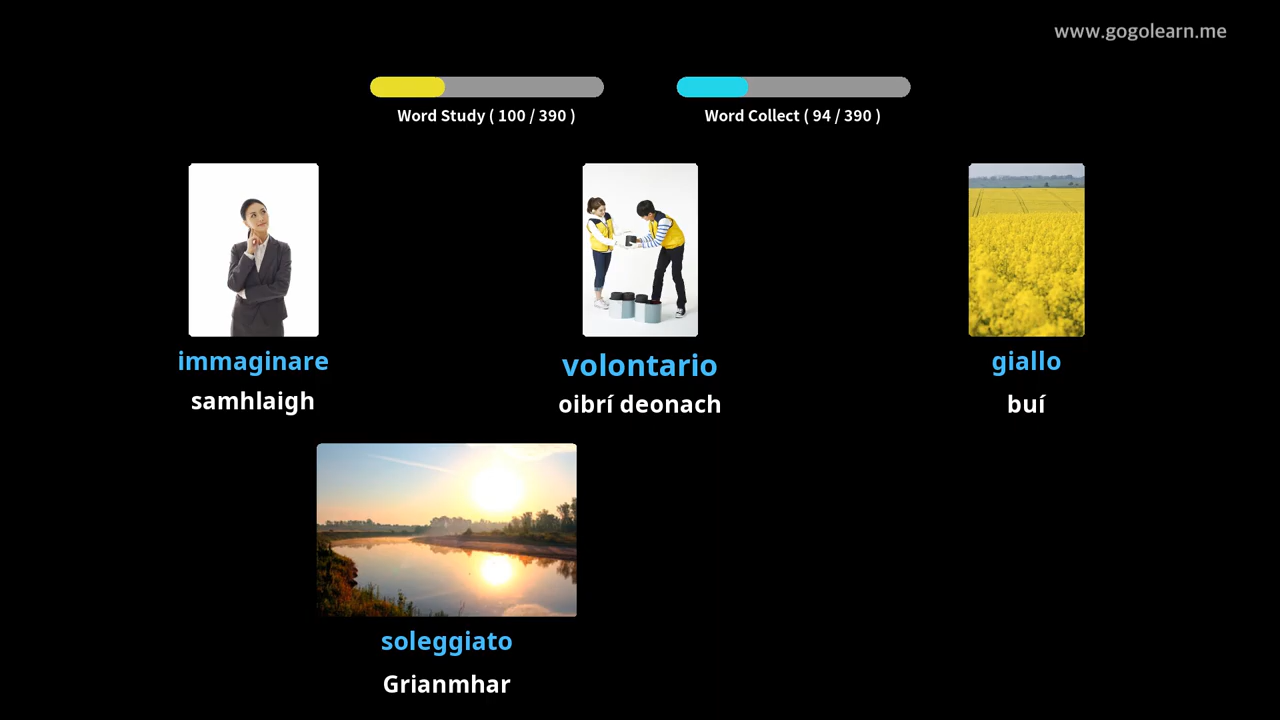 www.gogolearn.me
Word Study ( 100 / 390 )
Word Collect ( 94 / 390 )
immaginare
samhlaigh
volontario
oibrí deonach
giallo
buí
soleggiato
Grianmhar